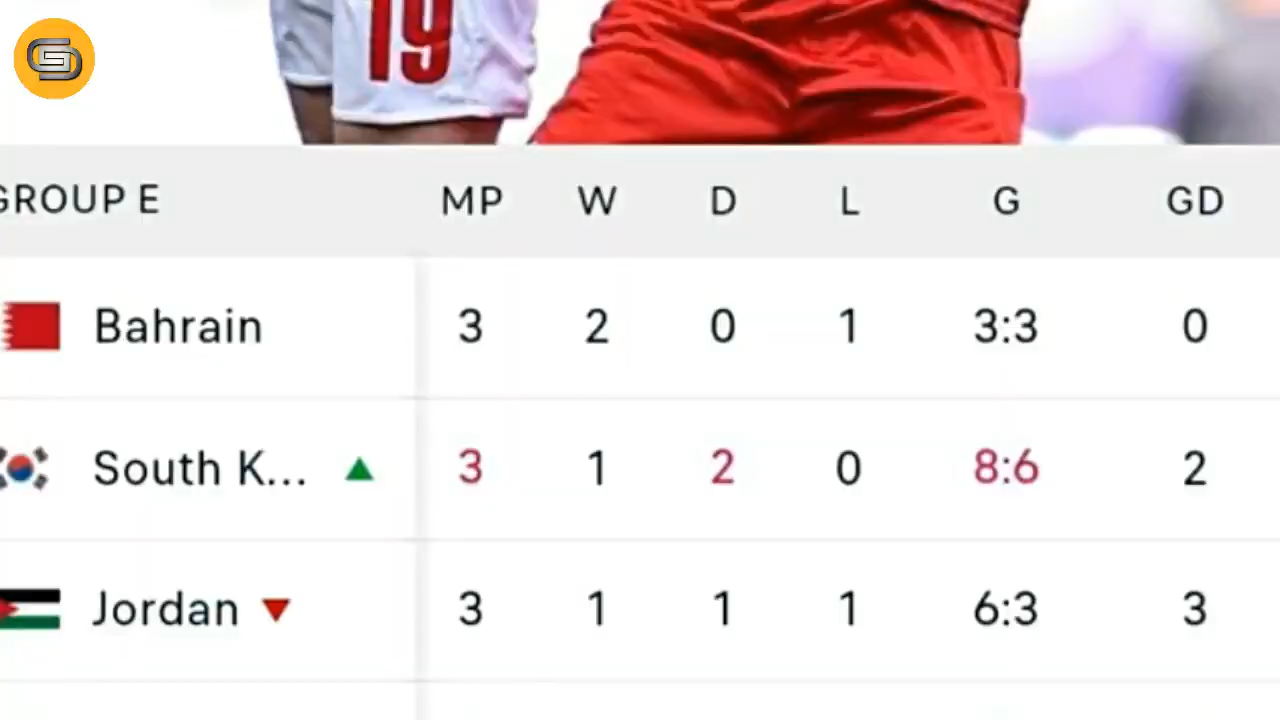 19
GROUP E MP W D L G GD
Bahrain 3 2 0 1 3:3 0
South K... 3 1 2 0 8:6 2
Jordan 3 1 1 1 6:3 3